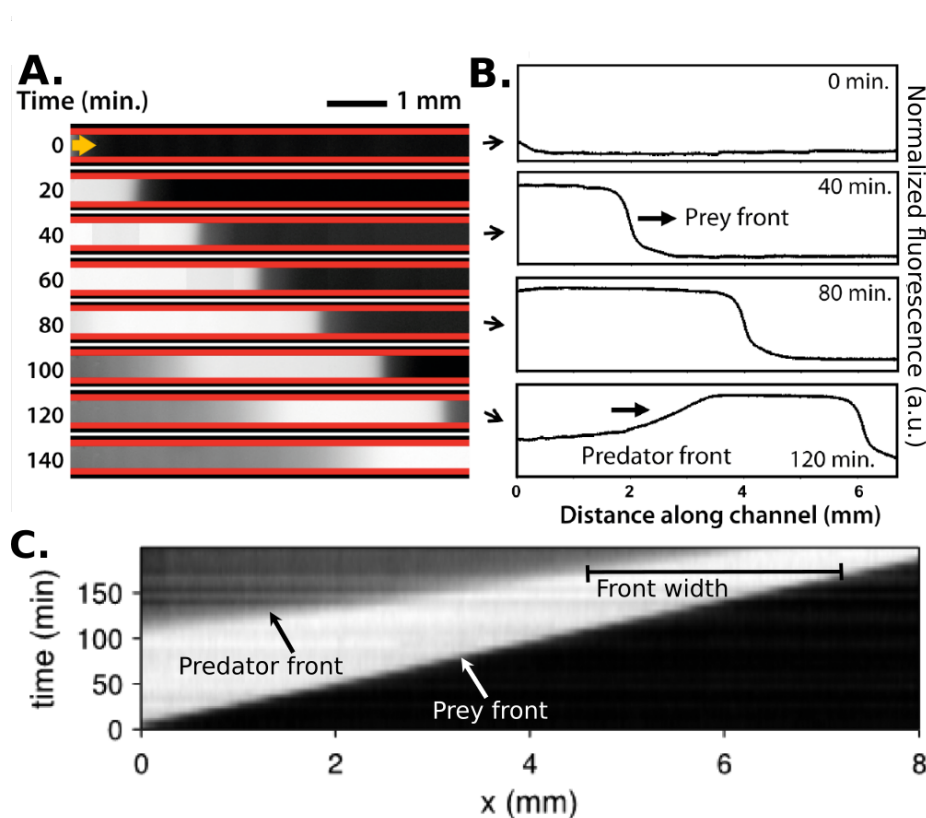 A.
Time (min.)
1 mm
0
20
40
60
80
100
120
140
B.
0 min.
40 min.
Prey front
80 min.
Predator front
120 min.
0 2 4 6
Distance along channel (mm)
Normalized fluorescence (a.u.)
C.
time (min)
150
100
50
0
Front width
Predator front
Prey front
0 2 4 6 8
x (mm)